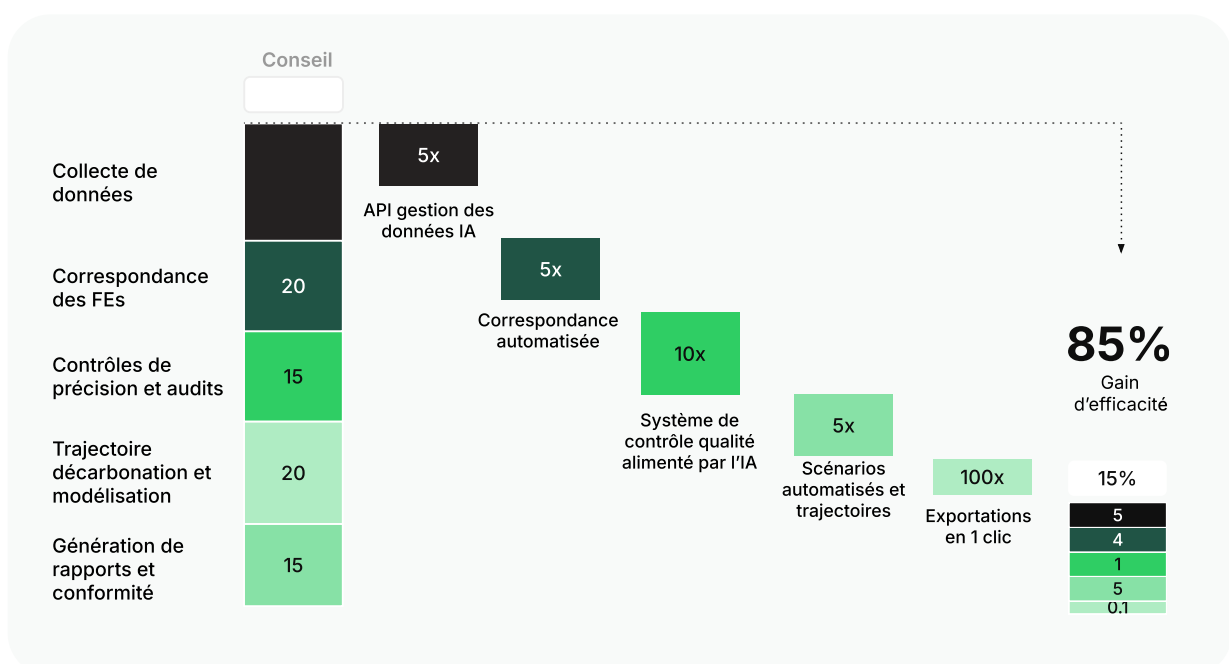 Conseil
Collecte de
données
5x
API gestion des
données IA
Correspondance
des FEs
20
5x
Correspondance
automatisée
Contrôles de
précision et audits
15
10x
Système de
contrôle qualité
alimenté par l’IA
Trajectoire
décarbonation et
modélisation
20
5x
Scénarios
automatisés et
trajectoires
Génération de
rapports et
conformité
15
100x
Exportations
en 1 clic
85%
Gain
d’efficacité
15%
5
4
1
5
0.1